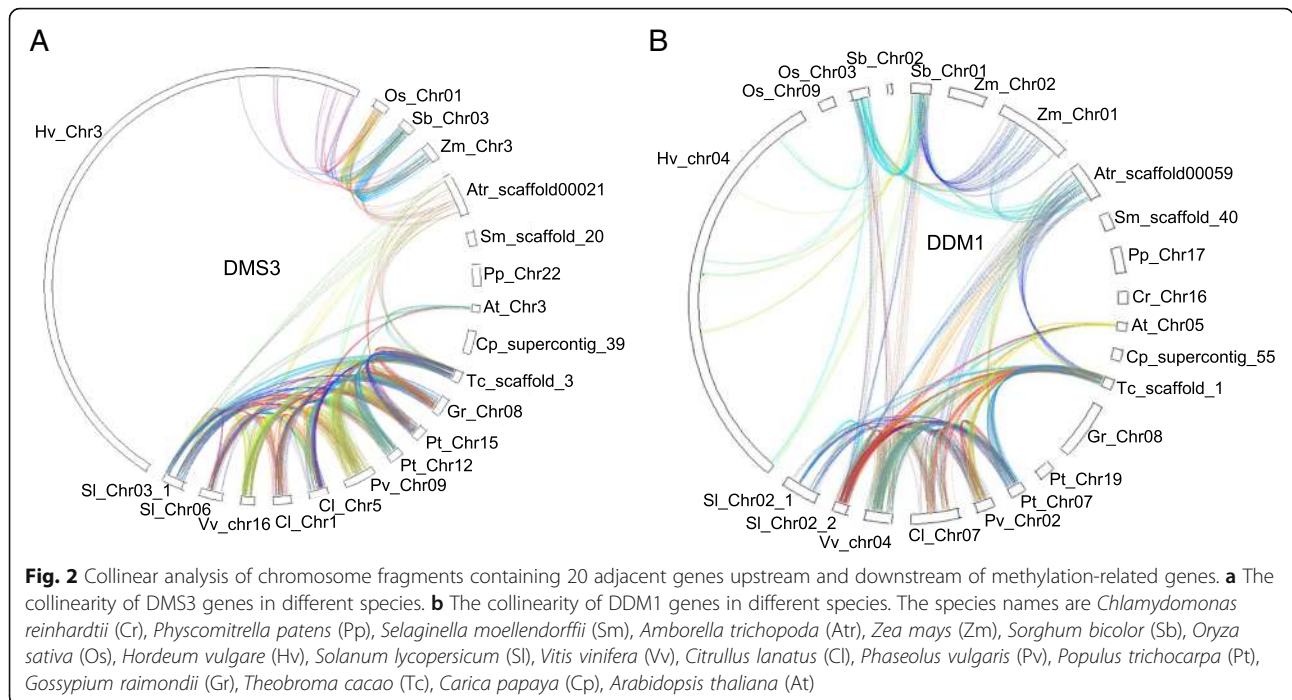 A
Hv_Chr3
Os_Chr01
Sb_Chr03
Zm_Chr3
Atr_scaffold00021
Sm_scaffold_20
Pp_Chr22
At_Chr3
Cp_supercontig_39
Tc_scaffold_3
Gr_Chr08
Pt_Chr15
Pt_Chr12
Pv_Chr09
Cl_Chr5
Cl_Chr1
Vv_chr16
Sl_Chr06
Sl_Chr03_1
DMS3
B
Hv_chr04
Os_Chr09
Os_Chr03
Sb_Chr02
Sb_Chr01
Zm_Chr02
Zm_Chr01
Atr_scaffold00059
Sm_scaffold_40
Pp_Chr17
Cr_Chr16
At_Chr05
Cp_supercontig_55
Tc_scaffold_1
Gr_Chr08
Pt_Chr19
Pt_Chr07
Pv_Chr02
Cl_Chr07
Vv_chr04
Sl_Chr02_2
Sl_Chr02_1
DDM1
Fig. 2 Collinear analysis of chromosome fragments containing 20 adjacent genes upstream and downstream of methylation-related genes. a The
collinearity of DMS3 genes in different species. b The collinearity of DDM1 genes in different species. The species names are Chlamydomonas
reinhardtii (Cr), Physcomitrella patens (Pp), Selaginella moellendorffii (Sm), Amborella trichopoda (Atr), Zea mays (Zm), Sorghum bicolor (Sb), Oryza
sativa (Os), Hordeum vulgare (Hv), Solanum lycopersicum (Sl), Vitis vinifera (Vv), Citrullus lanatus (Cl), Phaseolus vulgaris (Pv), Populus trichocarpa (Pt),
Gossypium raimondii (Gr), Theobroma cacao (Tc), Carica papaya (Cp), Arabidopsis thaliana (At)